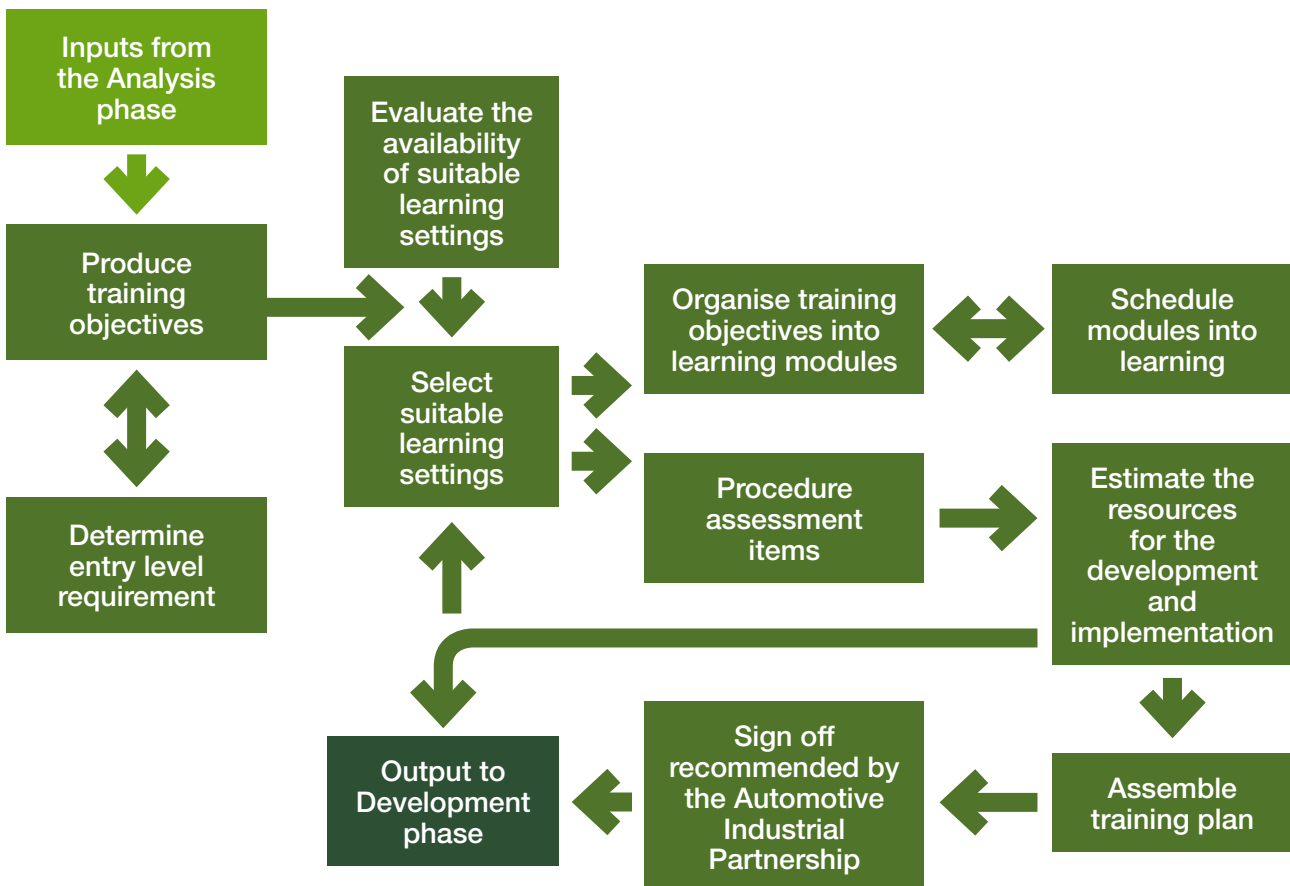 Inputs from
the Analysis
phase
Evaluate the
availability
of suitable
learning
settings
Produce
training
objectives
Organise training
objectives into
learning modules
Schedule
modules into
learning
Select
suitable
learning
settings
Procedure
assessment
items
Estimate the
resources
for the
development
and
implementation
Determine
entry level
requirement
Output to
Development
phase
Sign off
recommended by
the Automotive
Industrial
Partnership
Assemble
training plan